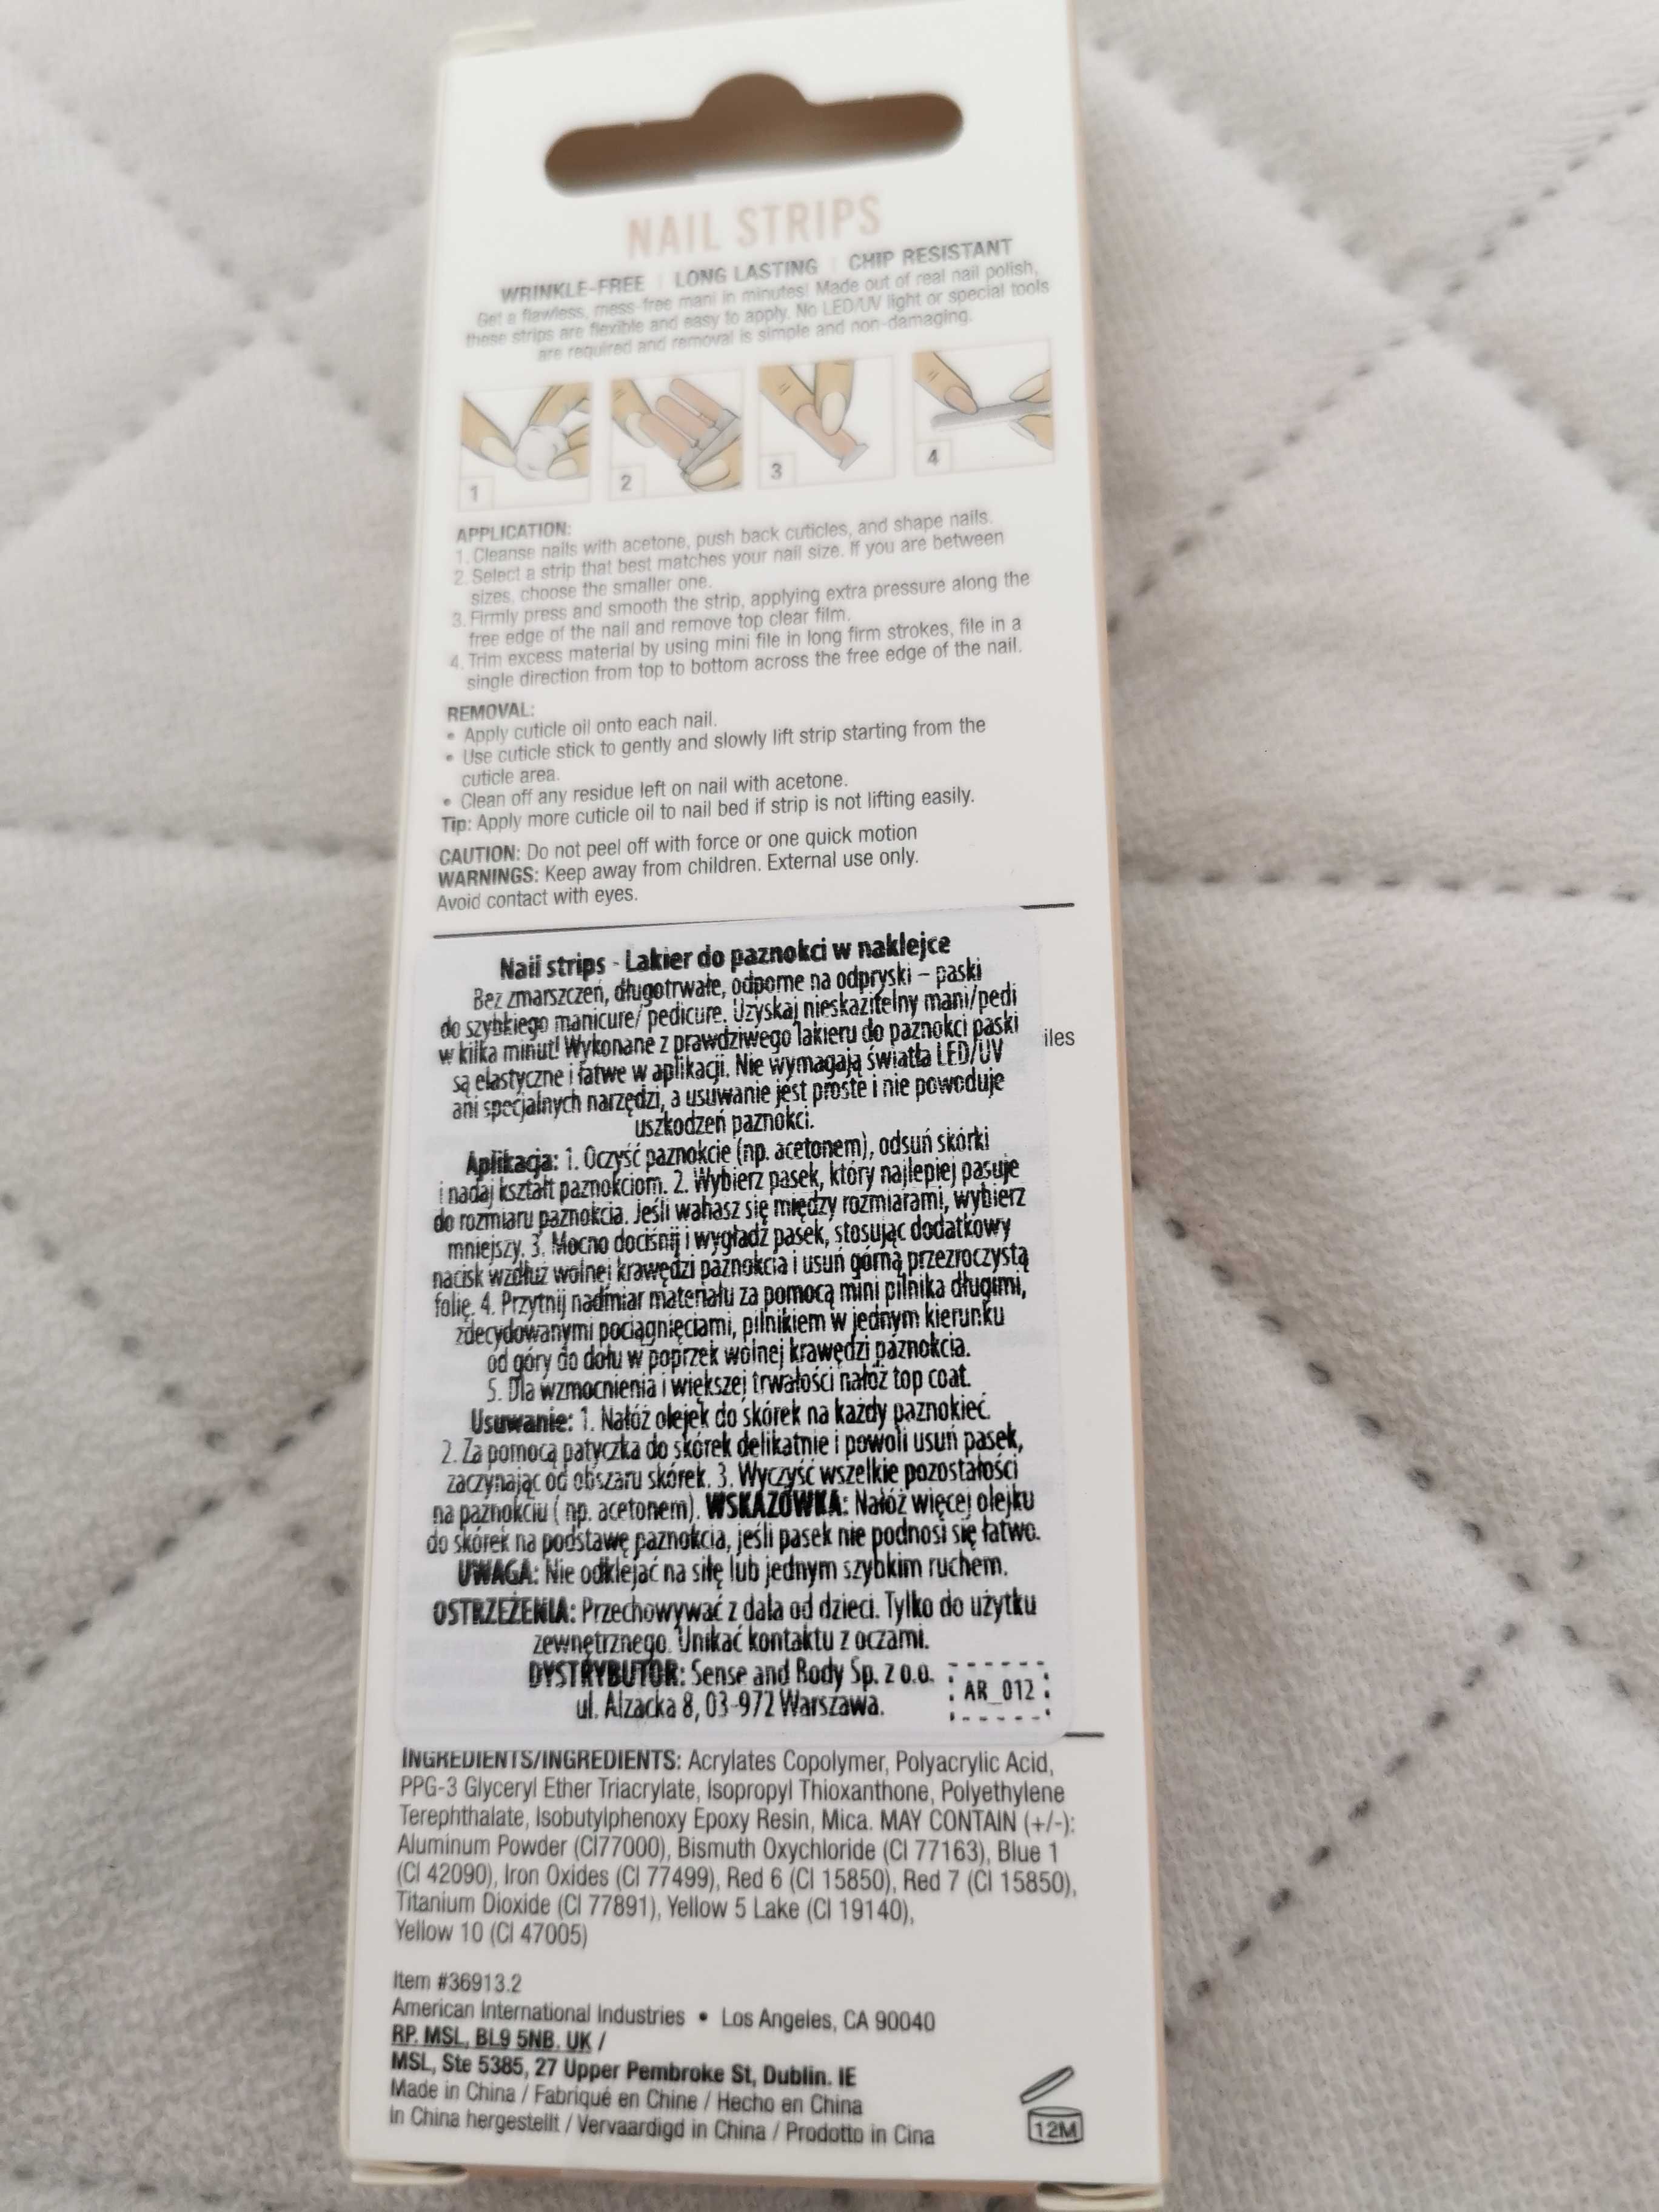 NAIL STRIPS
WRINKLE-FREE | LONG LASTING | CHIP RESISTANT
Get a flawless, mess-free mani in minutes! Made out of real nail polish,
these strips are flexible and easy to apply. No LED/UV light or special tools
are required and removal is simple and non-damaging.
1 2 3 4
APPLICATION:
1. Cleanse nails with acetone, push back cuticles, and shape nails.
2. Select a strip that best matches your nail size. If you are between
sizes, choose the smaller one.
3. Firmly press and smooth the strip, applying extra pressure along the
free edge of the nail and remove top clear film.
4. Trim excess material by using mini file in long firm strokes, file in a
single direction from top to bottom across the free edge of the nail.
REMOVAL:
• Apply cuticle oil onto each nail.
• Use cuticle stick to gently and slowly lift strip starting from the
cuticle area.
• Clean off any residue left on nail with acetone.
Tip: Apply more cuticle oil to nail bed if strip is not lifting easily.
CAUTION: Do not peel off with force or one quick motion
WARNINGS: Keep away from children. External use only.
Avoid contact with eyes.
Nail strips - Lakier do paznokci w naklejce
Bez zmarszczeń, długotrwałe, odporne na odpryski – paski
do szybkiego manicure/ pedicure. Uzyskaj nieskazitelny mani/pedi
w kilka minut! Wykonane z prawdziwego lakieru do paznokci paski
iles
są elastyczne i łatwe w aplikacji. Nie wymagają światła LED/UV
ani specjalnych narzędzi, a usuwanie jest proste i nie powoduje
uszkodzeń paznokci.
Aplikacja: 1. Oczyść paznokcie (np. acetonem), odsuń skórki
i nadaj kształt paznokciom. 2. Wybierz pasek, który najlepiej pasuje
do rozmiaru paznokcia. Jeśli wahasz się między rozmiarami, wybierz
mniejszy. 3. Mocno dociśnij i wygładź pasek, stosując dodatkowy
nacisk wzdłuż wolnej krawędzi paznokcia i usuń górną przezroczystą
folię. 4. Przytnij nadmiar materiału za pomocą mini pilnika długimi,
zdecydowanymi pociągnięciami, pilnikiem w jednym kierunku
od góry do dołu w poprzek wolnej krawędzi paznokcia.
5. Dla wzmocnienia i większej trwałości nałóż top coat.
Usuwanie: 1. Nałóż olejek do skórek na każdy paznokieć.
2. Za pomocą patyczka do skórek delikatnie i powoli usuń pasek,
zaczynając od obszaru skórek. 3. Wyczyść wszelkie pozostałości
na paznokciu ( np. acetonem). WSKAZÓWKA: Nałóż więcej olejku
do skórek na podstawę paznokcia, jeśli pasek nie podnosi się łatwo.
UWAGA: Nie odklejać na siłę lub jednym szybkim ruchem.
OSTRZEŻENIA: Przechowywać z dala od dzieci. Tylko do użytku
zewnętrznego. Unikać kontaktu z oczami.
DYSTRYBUTOR: Sense and Body Sp. z o.o.
ul. Alzacka 8, 03-972 Warszawa.
AR_012
INGREDIENTS/INGREDIENTS: Acrylates Copolymer, Polyacrylic Acid,
PPG-3 Glyceryl Ether Triacrylate, Isopropyl Thioxanthone, Polyethylene
Terephthalate, Isobutylphenoxy Epoxy Resin, Mica. MAY CONTAIN (+/-):
Aluminum Powder (CI77000), Bismuth Oxychloride (CI 77163), Blue 1
(CI 42090), Iron Oxides (CI 77499), Red 6 (CI 15850), Red 7 (CI 15850),
Titanium Dioxide (CI 77891), Yellow 5 Lake (CI 19140),
Yellow 10 (CI 47005)
Item #36913.2
American International Industries • Los Angeles, CA 90040
RP. MSL, BL9 5NB. UK /
MSL, Ste 5385, 27 Upper Pembroke St, Dublin. IE
Made in China / Fabriqué en Chine / Hecho en China
In China hergestellt / Vervaardigd in China / Prodotto in Cina
12M